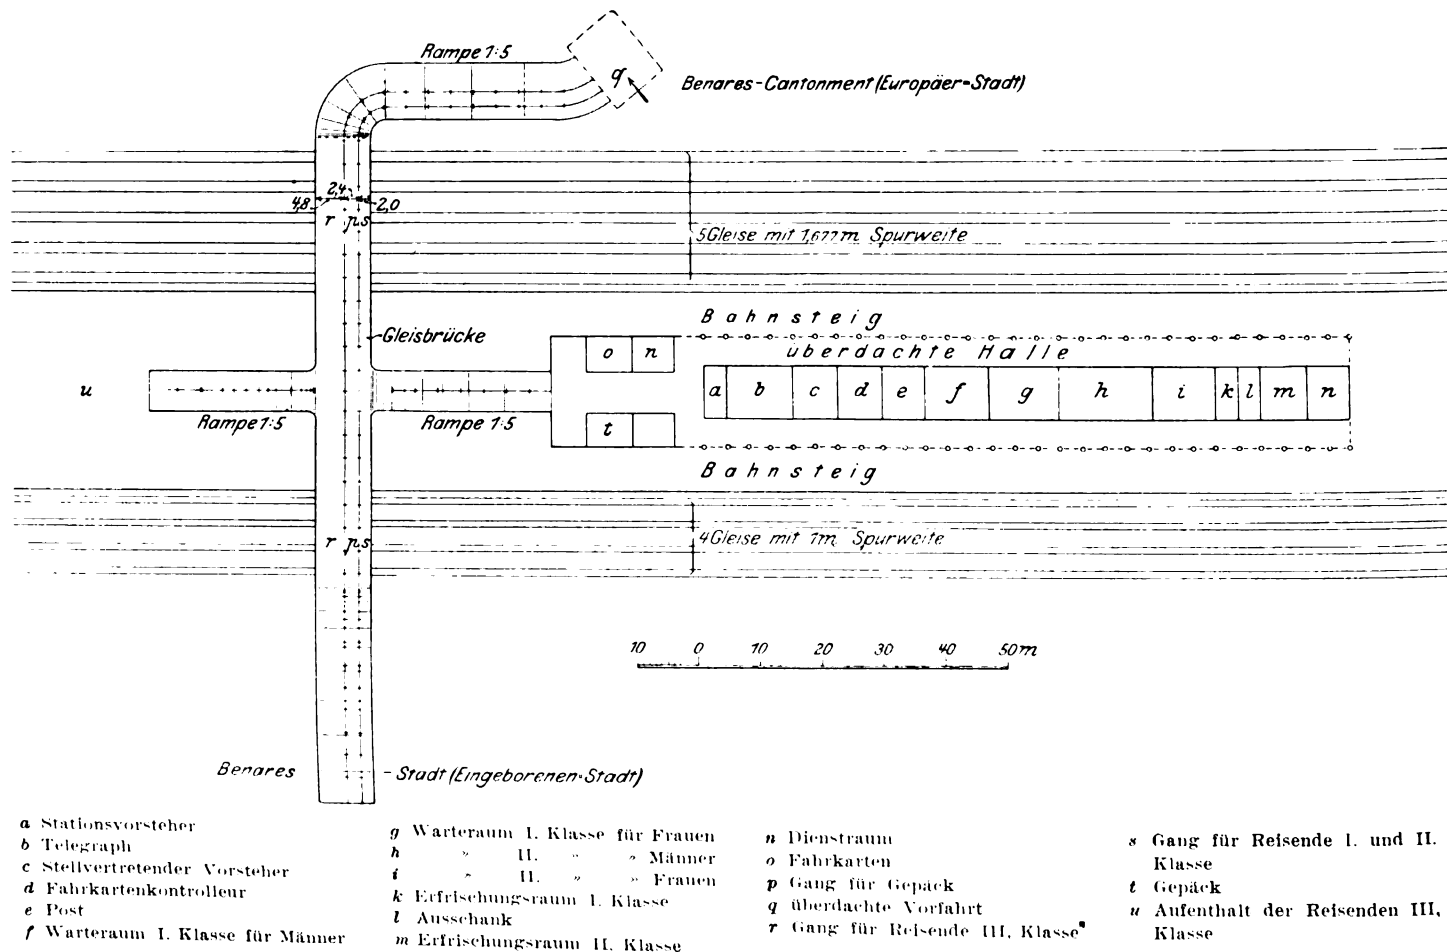 Rampe 1:5
q
Benares-Cantonment (Europäer-Stadt)
2,4
4,8 2,0
r p s
5 Gleise mit 1,677 m Spurweite
Bahnsteig
Gleisbrücke
o n
überdachte Halle
u
a b c d e f g h i k l m n
Rampe 1:5
Rampe 1:5
t
Bahnsteig
r p s
4 Gleise mit 1m Spurweite
10 0 10 20 30 40 50m
Benares - Stadt (Eingeborenen-Stadt)
a Stationsvorsteher
b Telegraph
c Stellvertretender Vorsteher
d Fahrkartenkontrolleur
e Post
f Warteraum I. Klasse für Männer
g Warteraum I. Klasse für Frauen
h „ II. „ „ Männer
i „ II. „ „ Frauen
k Erfrischungsraum I. Klasse
l Ausschank
m Erfrischungsraum II. Klasse
n Dienstraum
o Fahrkarten
p Gang für Gepäck
q überdachte Vorfahrt
r Gang für Reisende III. Klasse
s Gang für Reisende I. und II.
Klasse
t Gepäck
u Aufenthalt der Reisenden III.
Klasse